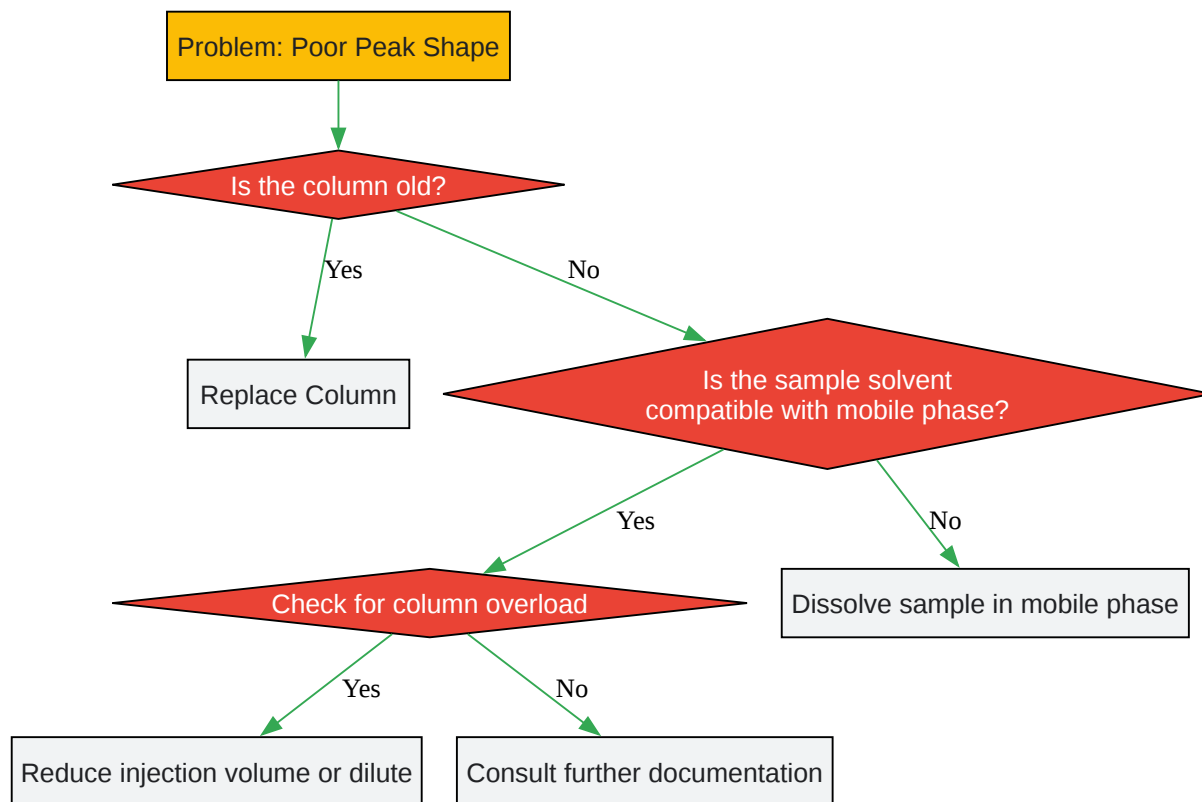 Problem: Poor Peak Shape
Is the column old?
Yes
No
Replace Column
Is the sample solvent
compatible with mobile phase?
Yes
No
Check for column overload
Dissolve sample in mobile phase
Yes
No
Reduce injection volume or dilute
Consult further documentation